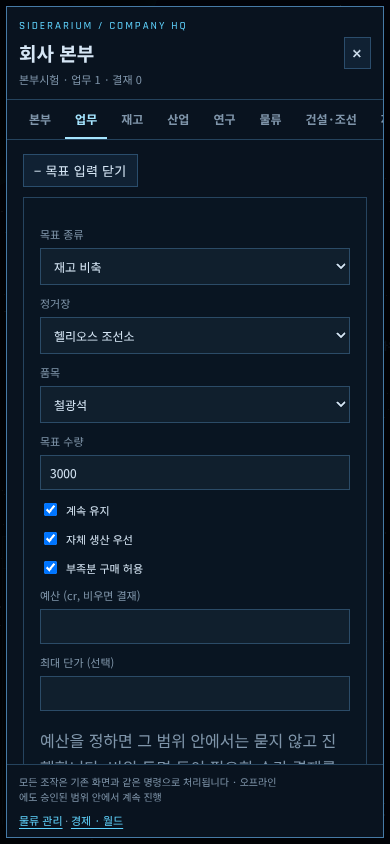 SIDERARIUM / COMPANY HQ
회사 본부
본부시험 · 업무 1 · 결재 0
×
본부 업무 재고 산업 연구 물류 건설·조선
− 목표 입력 닫기
목표 종류
재고 비축
정거장
헬리오스 조선소
품목
철광석
목표 수량
3000
계속 유지
자체 생산 우선
부족분 구매 허용
예산 (cr, 비우면 결재)
최대 단가 (선택)
예산을 정하면 그 범위 안에서는 묻지 않고 진
모든 조작은 기존 화면과 같은 명령으로 처리됩니다 · 오프라인
에도 승인된 범위 안에서 계속 진행
물류 관리 · 경제 · 월드